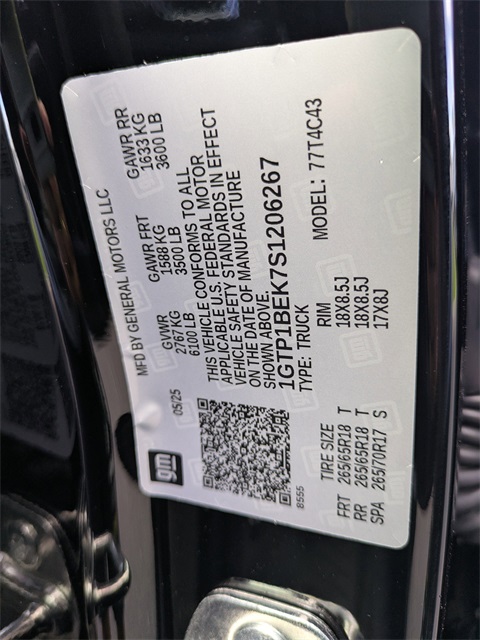 MFD BY GENERAL MOTORS LLC
gm
05/25
GVWR GAWR FRT GAWR RR
2767 KG 1588 KG 1633 KG
6100 LB 3500 LB 3600 LB
THIS VEHICLE CONFORMS TO ALL
APPLICABLE U.S. FEDERAL MOTOR
VEHICLE SAFETY STANDARDS IN EFFECT
ON THE DATE OF MANUFACTURE
SHOWN ABOVE.
1GTP1BEK7S1206267
TYPE: TRUCK MODEL: 77T4C43
8555
TIRE SIZE RIM
FRT 265/65R18 T 18X8.5J
RR 265/65R18 T 18X8.5J
SPA 265/70R17 S 17X8J